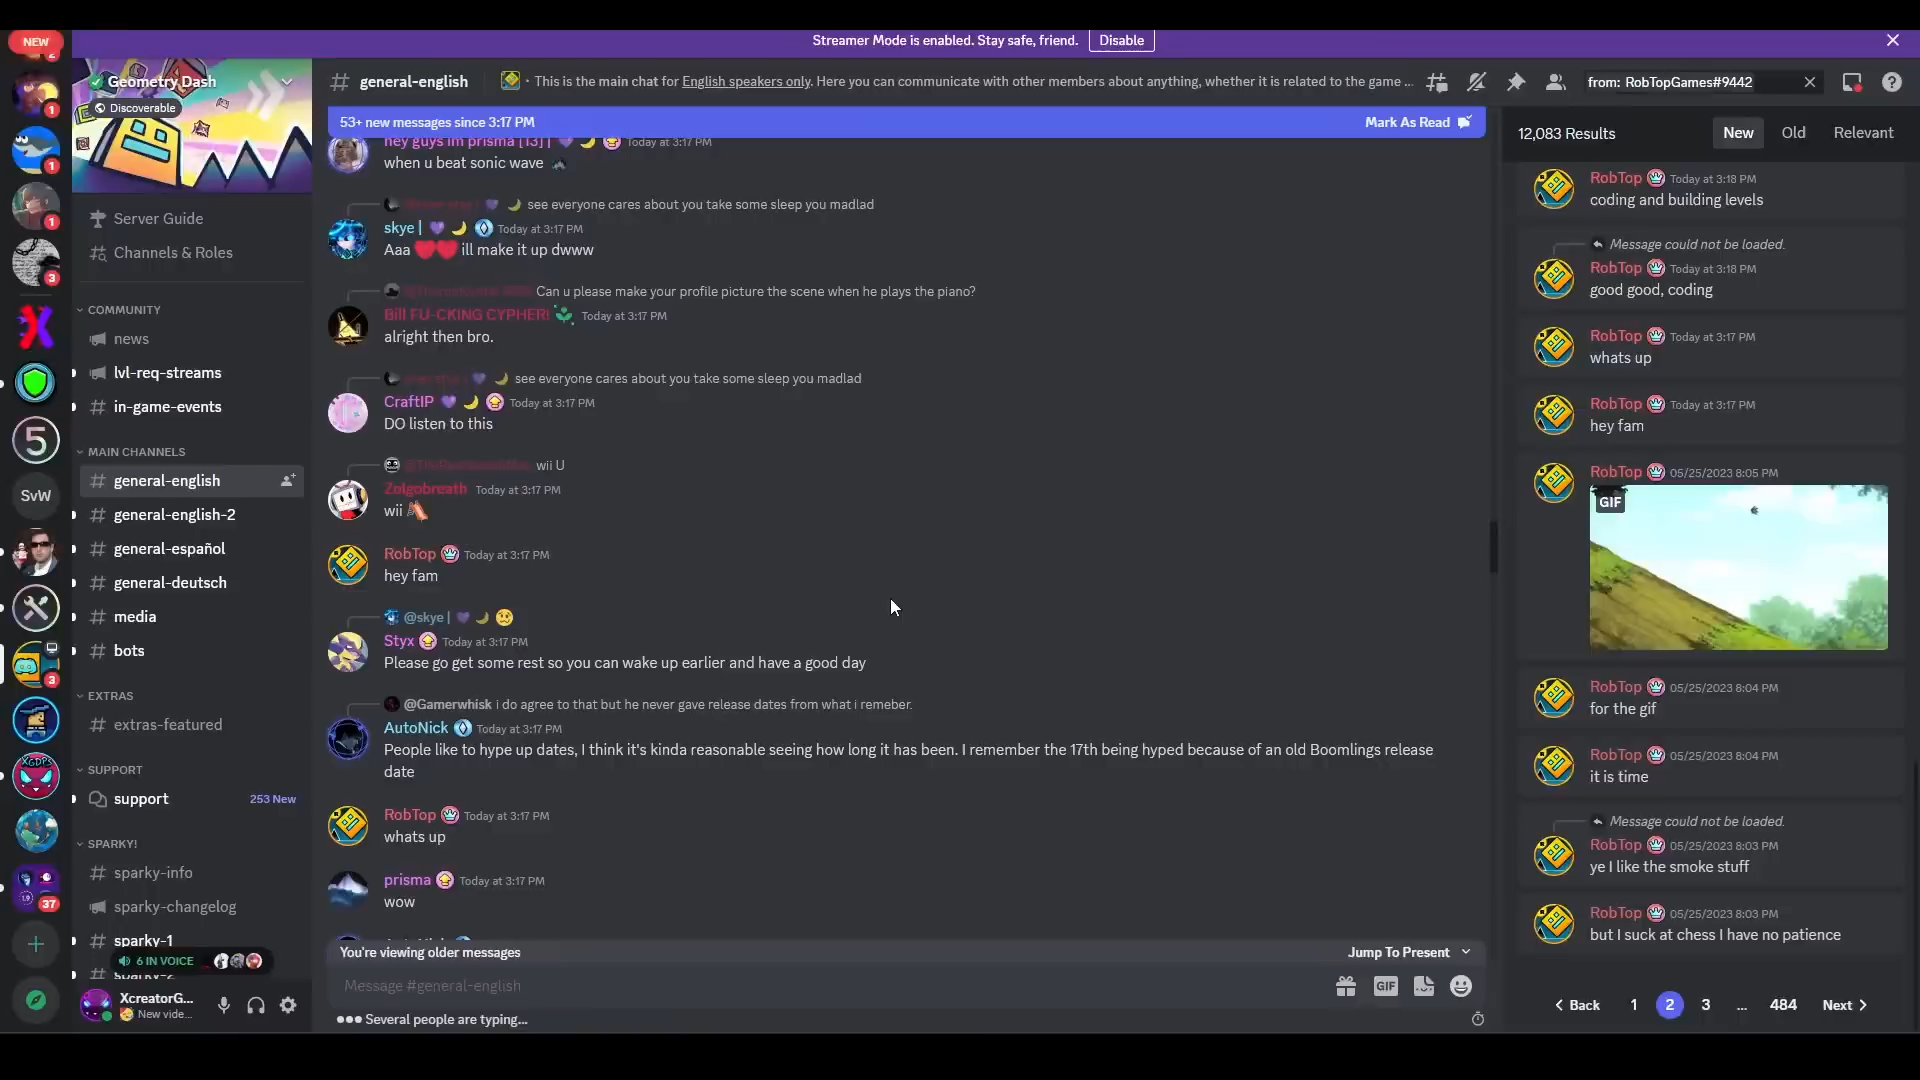 NEW
Streamer Mode is enabled. Stay safe, friend.
Disable
2
1
1
1
3
5
SvW
3
XGDPS
1.9
37
Geometry Dash
Discoverable
Server Guide
Channels & Roles
COMMUNITY
news
lvl-req-streams
in-game-events
MAIN CHANNELS
general-english
general-english-2
general-español
general-deutsch
media
bots
EXTRAS
extras-featured
SUPPORT
support
253 New
SPARKY!
sparky-info
sparky-changelog
sparky-1
sparky-2
6 IN VOICE
XcreatorG...
New vide...
general-english
This is the main chat for English speakers only. Here you can communicate with other members about anything, whether it is related to the game ...
from: RobTopGames#9442
53+ new messages since 3:17 PM
Mark As Read
hey guys im prisma [13] | Today at 3:17 PM
when u beat sonic wave
see everyone cares about you take some sleep you madlad
skye | Today at 3:17 PM
Aaa ill make it up dwww
Can u please make your profile picture the scene when he plays the piano?
Bill FU-CKING CYPHER! Today at 3:17 PM
alright then bro.
see everyone cares about you take some sleep you madlad
CraftIP Today at 3:17 PM
DO listen to this
wii U
Zolgobreath Today at 3:17 PM
wii
RobTop Today at 3:17 PM
hey fam
@skye |
Styx Today at 3:17 PM
Please go get some rest so you can wake up earlier and have a good day
@Gamerwhisk i do agree to that but he never gave release dates from what i remeber.
AutoNick Today at 3:17 PM
People like to hype up dates, I think it's kinda reasonable seeing how long it has been. I remember the 17th being hyped because of an old Boomlings release
date
RobTop Today at 3:17 PM
whats up
prisma Today at 3:17 PM
wow
You're viewing older messages
Jump To Present
Message #general-english
GIF
Several people are typing...
12,083 Results
New
Old
Relevant
RobTop Today at 3:18 PM
coding and building levels
Message could not be loaded.
RobTop Today at 3:18 PM
good good, coding
RobTop Today at 3:17 PM
whats up
RobTop Today at 3:17 PM
hey fam
RobTop 05/25/2023 8:05 PM
GIF
RobTop 05/25/2023 8:04 PM
for the gif
RobTop 05/25/2023 8:04 PM
it is time
Message could not be loaded.
RobTop 05/25/2023 8:03 PM
ye I like the smoke stuff
RobTop 05/25/2023 8:03 PM
but I suck at chess I have no patience
Back 1 2 3 ... 484 Next